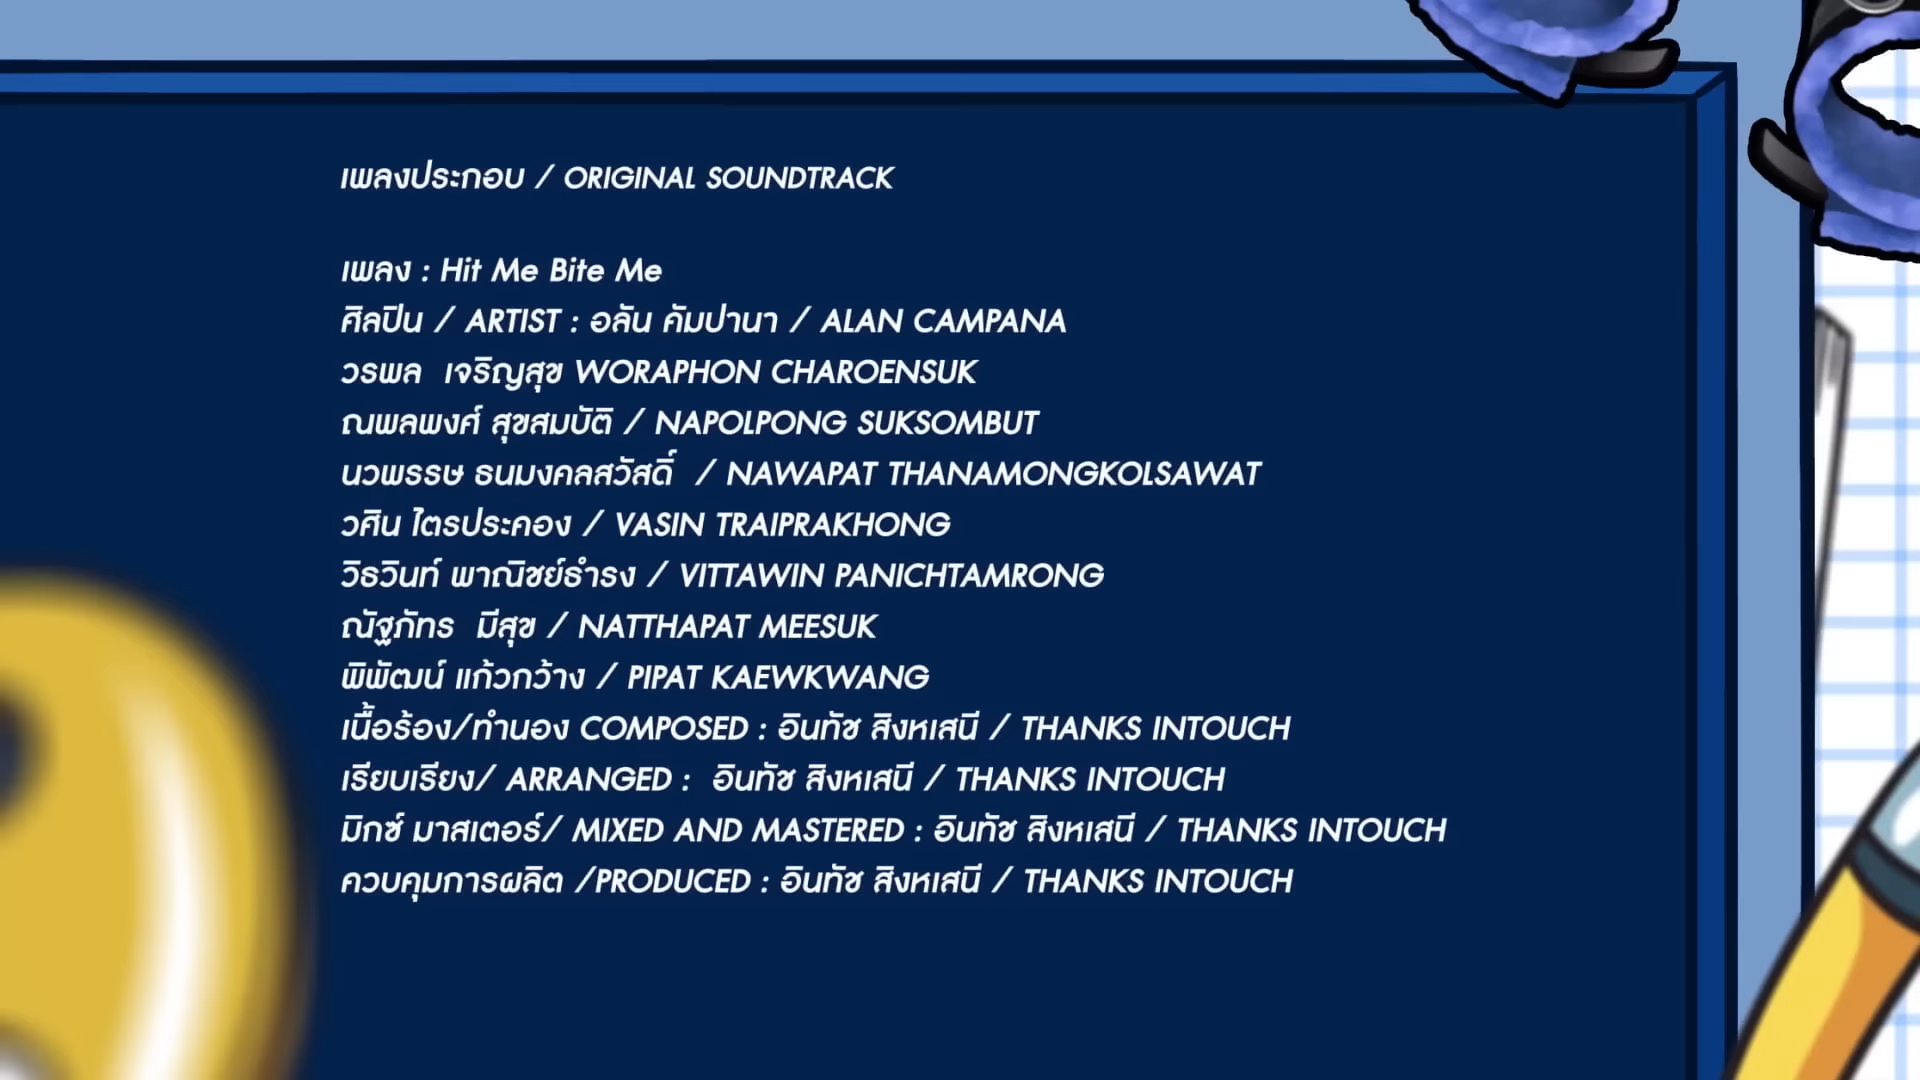 เพลงประกอบ / ORIGINAL SOUNDTRACK
เพลง : Hit Me Bite Me
ศิลปิน / ARTIST : อลัน คัมปานา / ALAN CAMPANA
วรพล เจริญสุข WORAPHON CHAROENSUK
ณพลพงศ์ สุขสมบัติ / NAPOLPONG SUKSOMBUT
นวพรรษ ธนมงคลสวัสดิ์ / NAWAPAT THANAMONGKOLSAWAT
วศิน ไตรประคอง / VASIN TRAIPRAKHONG
วิธวินท์ พาณิชย์ธำรง / VITTAWIN PANICHTAMRONG
ณัฐภัทร มีสุข / NATTHAPAT MEESUK
พิพัฒน์ แก้วกว้าง / PIPAT KAEWKWANG
เนื้อร้อง/ทำนอง COMPOSED : อินทัช สิงหเสนี / THANKS INTOUCH
เรียบเรียง/ ARRANGED : อินทัช สิงหเสนี / THANKS INTOUCH
มิกซ์ มาสเตอร์/ MIXED AND MASTERED : อินทัช สิงหเสนี / THANKS INTOUCH
ควบคุมการผลิต /PRODUCED : อินทัช สิงหเสนี / THANKS INTOUCH